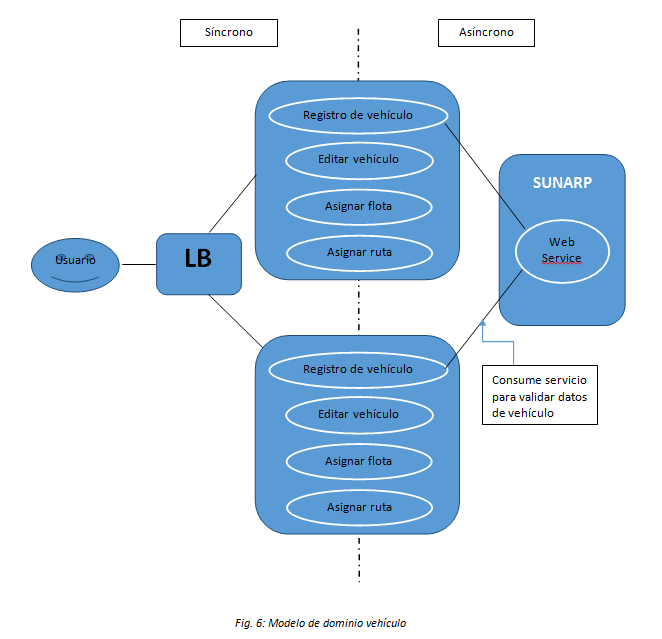 Síncrono
Asíncrono
Registro de vehículo
Editar vehículo
Asignar flota
Asignar ruta
SUNARP
Web
Service
Usuario
LB
Registro de vehículo
Editar vehículo
Asignar flota
Asignar ruta
Consume servicio
para validar datos
de vehículo
Fig. 6: Modelo de dominio vehículo